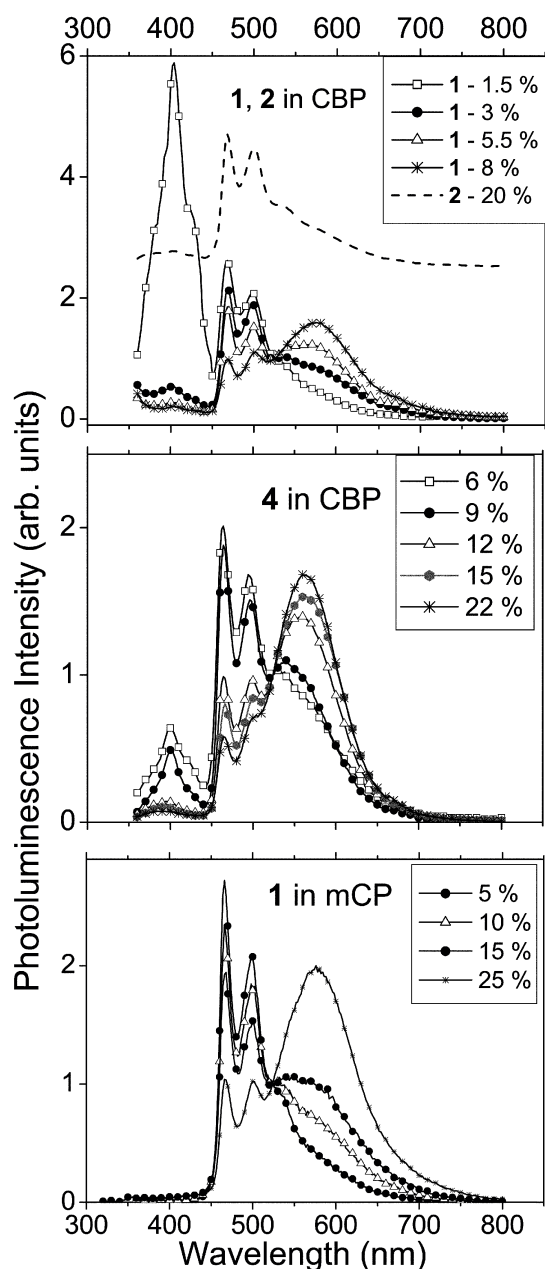 300 400 500 600 700 800
6
4
2
0
1, 2 in CBP
1 - 1.5 %
1 - 3 %
1 - 5.5 %
1 - 8 %
2 - 20 %
Photoluminescence Intensity (arb. units)
2
1
0
4 in CBP
6 %
9 %
12 %
15 %
22 %
2
1
0
1 in mCP
5 %
10 %
15 %
25 %
300 400 500 600 700 800
Wavelength (nm)